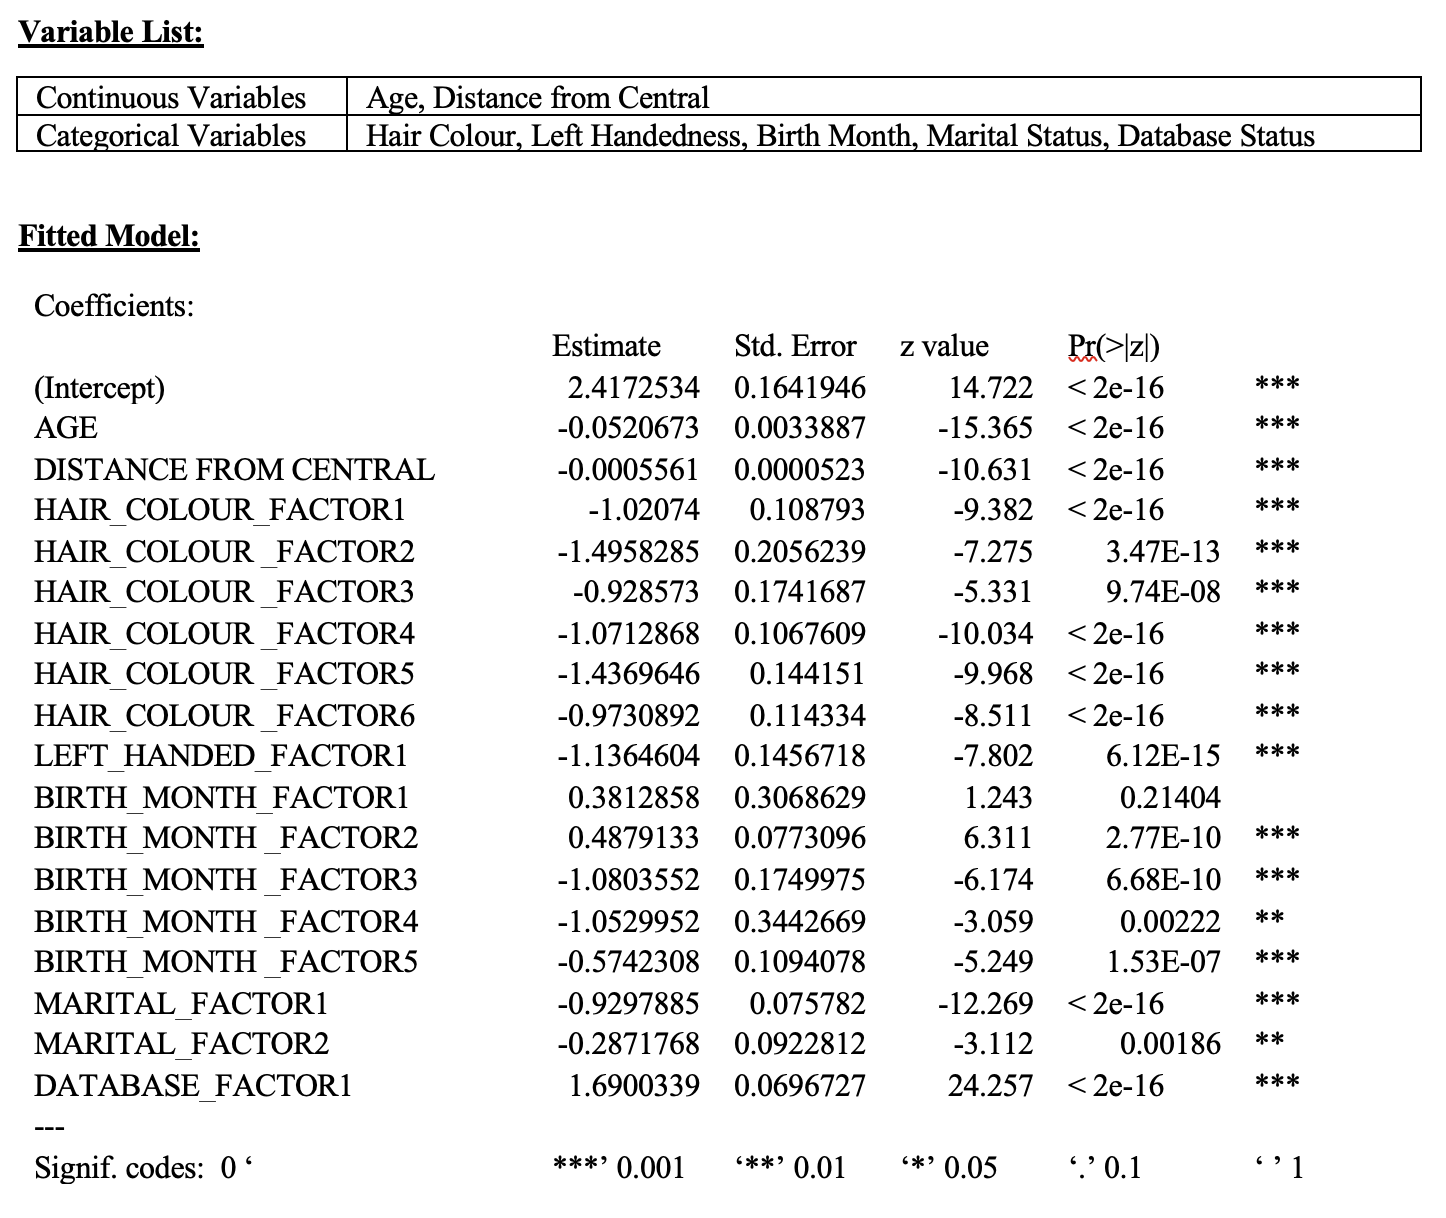 Variable List:
Continuous Variables Age, Distance from Central
Categorical Variables Hair Colour, Left Handedness, Birth Month, Marital Status, Database Status
Fitted Model:
Coefficients:
Estimate Std. Error z value Pr(>|z|)
(Intercept) 2.4172534 0.1641946 14.722 < 2e-16 ***
AGE -0.0520673 0.0033887 -15.365 < 2e-16 ***
DISTANCE FROM CENTRAL -0.0005561 0.0000523 -10.631 < 2e-16 ***
HAIR_COLOUR_FACTOR1 -1.02074 0.108793 -9.382 < 2e-16 ***
HAIR_COLOUR _FACTOR2 -1.4958285 0.2056239 -7.275 3.47E-13 ***
HAIR_COLOUR _FACTOR3 -0.928573 0.1741687 -5.331 9.74E-08 ***
HAIR_COLOUR _FACTOR4 -1.0712868 0.1067609 -10.034 < 2e-16 ***
HAIR_COLOUR _FACTOR5 -1.4369646 0.144151 -9.968 < 2e-16 ***
HAIR_COLOUR _FACTOR6 -0.9730892 0.114334 -8.511 < 2e-16 ***
LEFT_HANDED_FACTOR1 -1.1364604 0.1456718 -7.802 6.12E-15 ***
BIRTH_MONTH_FACTOR1 0.3812858 0.3068629 1.243 0.21404
BIRTH_MONTH _FACTOR2 0.4879133 0.0773096 6.311 2.77E-10 ***
BIRTH_MONTH _FACTOR3 -1.0803552 0.1749975 -6.174 6.68E-10 ***
BIRTH_MONTH _FACTOR4 -1.0529952 0.3442669 -3.059 0.00222 **
BIRTH_MONTH _FACTOR5 -0.5742308 0.1094078 -5.249 1.53E-07 ***
MARITAL_FACTOR1 -0.9297885 0.075782 -12.269 < 2e-16 ***
MARITAL_FACTOR2 -0.2871768 0.0922812 -3.112 0.00186 **
DATABASE_FACTOR1 1.6900339 0.0696727 24.257 < 2e-16 ***
---
Signif. codes: 0 ‘ ***’ 0.001 ‘**’ 0.01 ‘*’ 0.05 ‘.’ 0.1 ‘ ’ 1